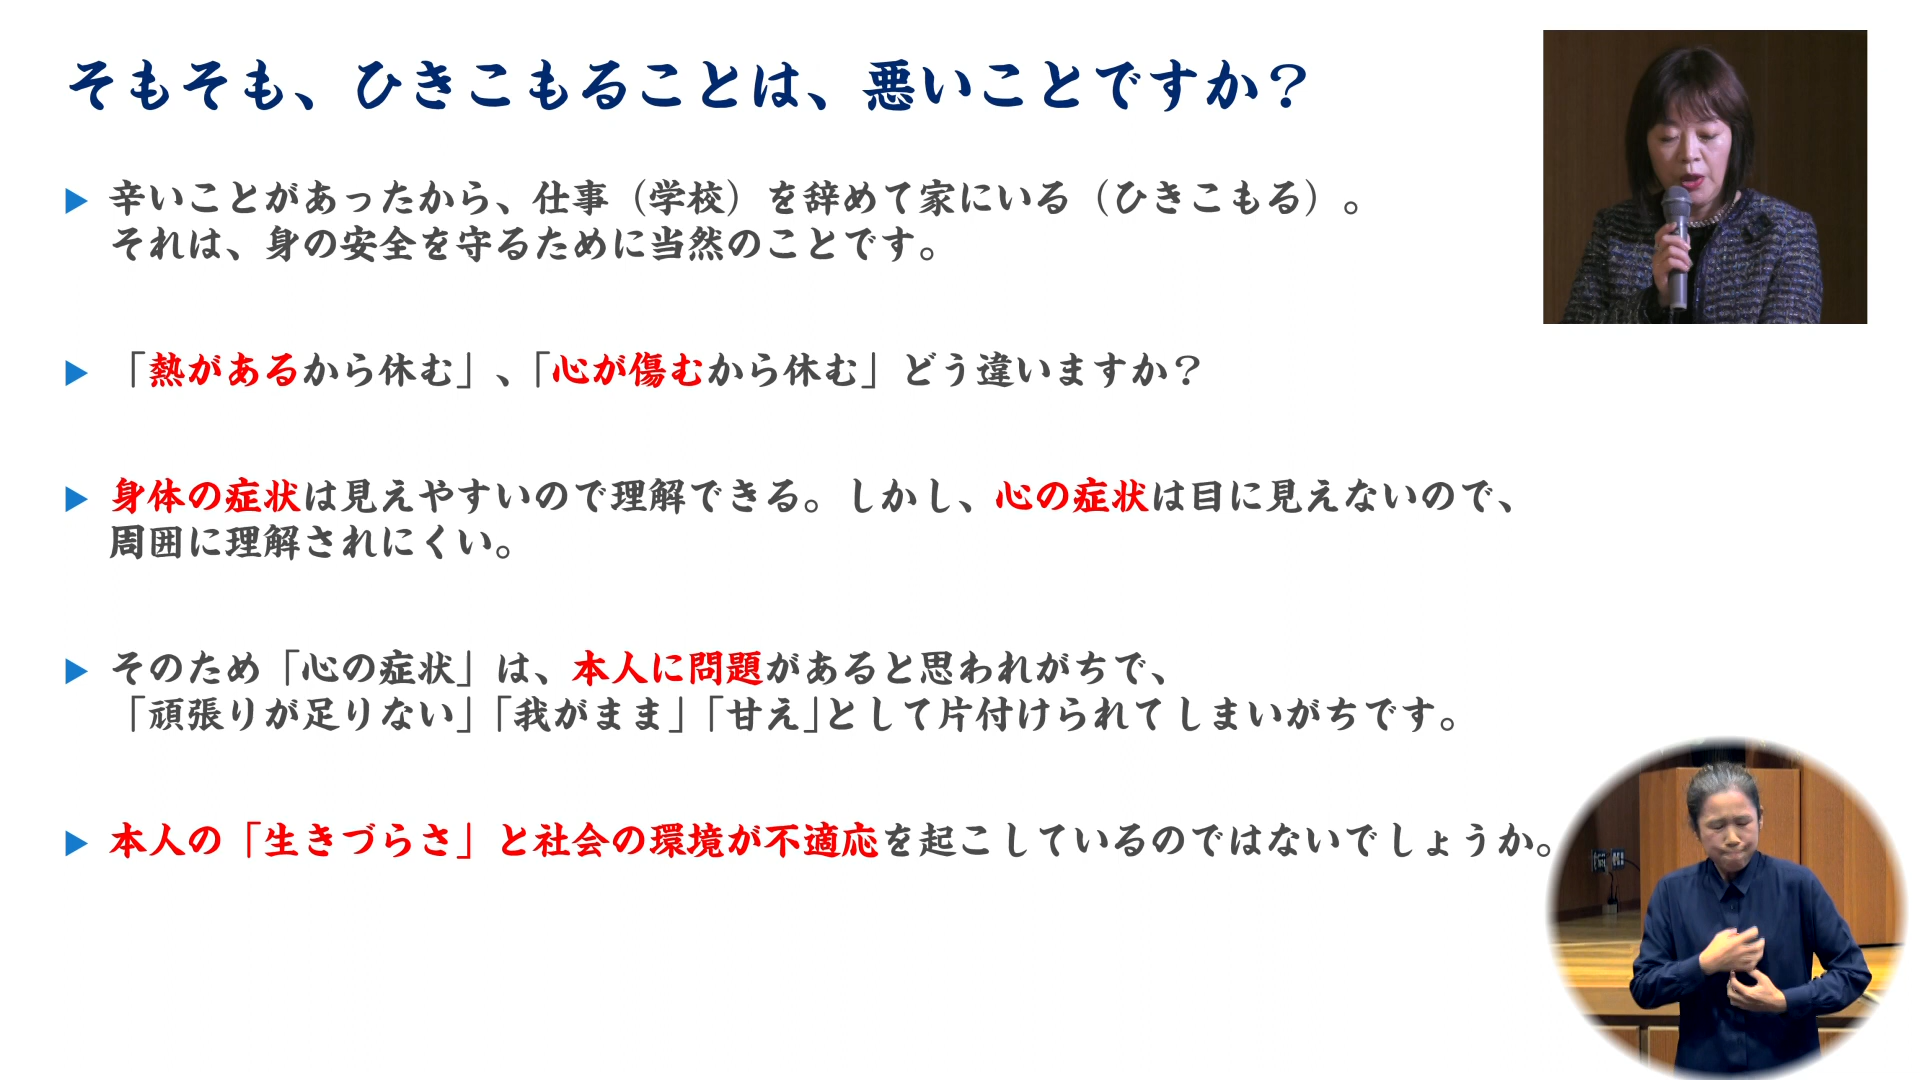 そもそも、ひきこもることは、悪いことですか？
辛いことがあったから、仕事（学校）を辞めて家にいる（ひきこもる）。
それは、身の安全を守るために当然のことです。
「熱があるから休む」、「心が傷むから休む」どう違いますか？
身体の症状は見えやすいので理解できる。しかし、心の症状は目に見えないので、
周囲に理解されにくい。
そのため「心の症状」は、本人に問題があると思われがちで、
「頑張りが足りない」「我がまま」「甘え」として片付けられてしまいがちです。
本人の「生きづらさ」と社会の環境が不適応を起こしているのではないでしょうか。